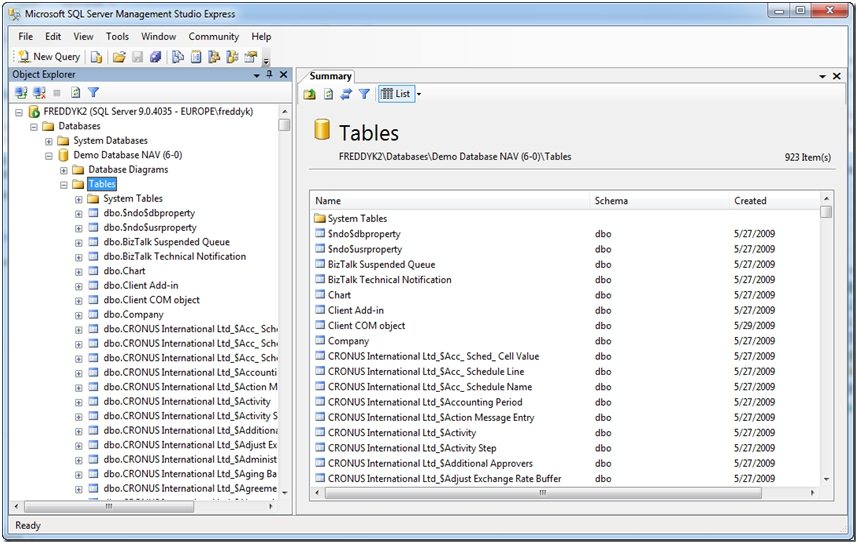 Microsoft SQL Server Management Studio Express
File Edit View Tools Window Community Help
New Query
Object Explorer
FREDDYK2 (SQL Server 9.0.4035 - EUROPE\freddyk)
Databases
System Databases
Demo Database NAV (6-0)
Database Diagrams
Tables
System Tables
dbo.$ndo$dbproperty
dbo.$ndo$usrproperty
dbo.BizTalk Suspended Queue
dbo.BizTalk Technical Notification
dbo.Chart
dbo.Client Add-in
dbo.Client COM object
dbo.Company
dbo.CRONUS International Ltd_$Acc_ Sche
dbo.CRONUS International Ltd_$Acc_ Sche
dbo.CRONUS International Ltd_$Acc_ Sche
dbo.CRONUS International Ltd_$Accounti
dbo.CRONUS International Ltd_$Action M
dbo.CRONUS International Ltd_$Activity
dbo.CRONUS International Ltd_$Activity S
dbo.CRONUS International Ltd_$Additiona
dbo.CRONUS International Ltd_$Adjust Ex
dbo.CRONUS International Ltd_$Administ
dbo.CRONUS International Ltd_$Aging Ba
dbo.CRONUS International Ltd_$Agreeme
Summary
List
Tables
FREDDYK2\Databases\Demo Database NAV (6-0)\Tables 923 Item(s)
Name Schema Created
System Tables
$ndo$dbproperty dbo 5/27/2009
$ndo$usrproperty dbo 5/27/2009
BizTalk Suspended Queue dbo 5/27/2009
BizTalk Technical Notification dbo 5/27/2009
Chart dbo 5/27/2009
Client Add-in dbo 5/27/2009
Client COM object dbo 5/29/2009
Company dbo 5/27/2009
CRONUS International Ltd_$Acc_ Sched_ Cell Value dbo 5/27/2009
CRONUS International Ltd_$Acc_ Schedule Line dbo 5/27/2009
CRONUS International Ltd_$Acc_ Schedule Name dbo 5/27/2009
CRONUS International Ltd_$Accounting Period dbo 5/27/2009
CRONUS International Ltd_$Action Message Entry dbo 5/27/2009
CRONUS International Ltd_$Activity dbo 5/27/2009
CRONUS International Ltd_$Activity Step dbo 5/27/2009
CRONUS International Ltd_$Additional Approvers dbo 5/27/2009
CRONUS International Ltd_$Adjust Exchange Rate Buffer dbo 5/27/2009
Ready